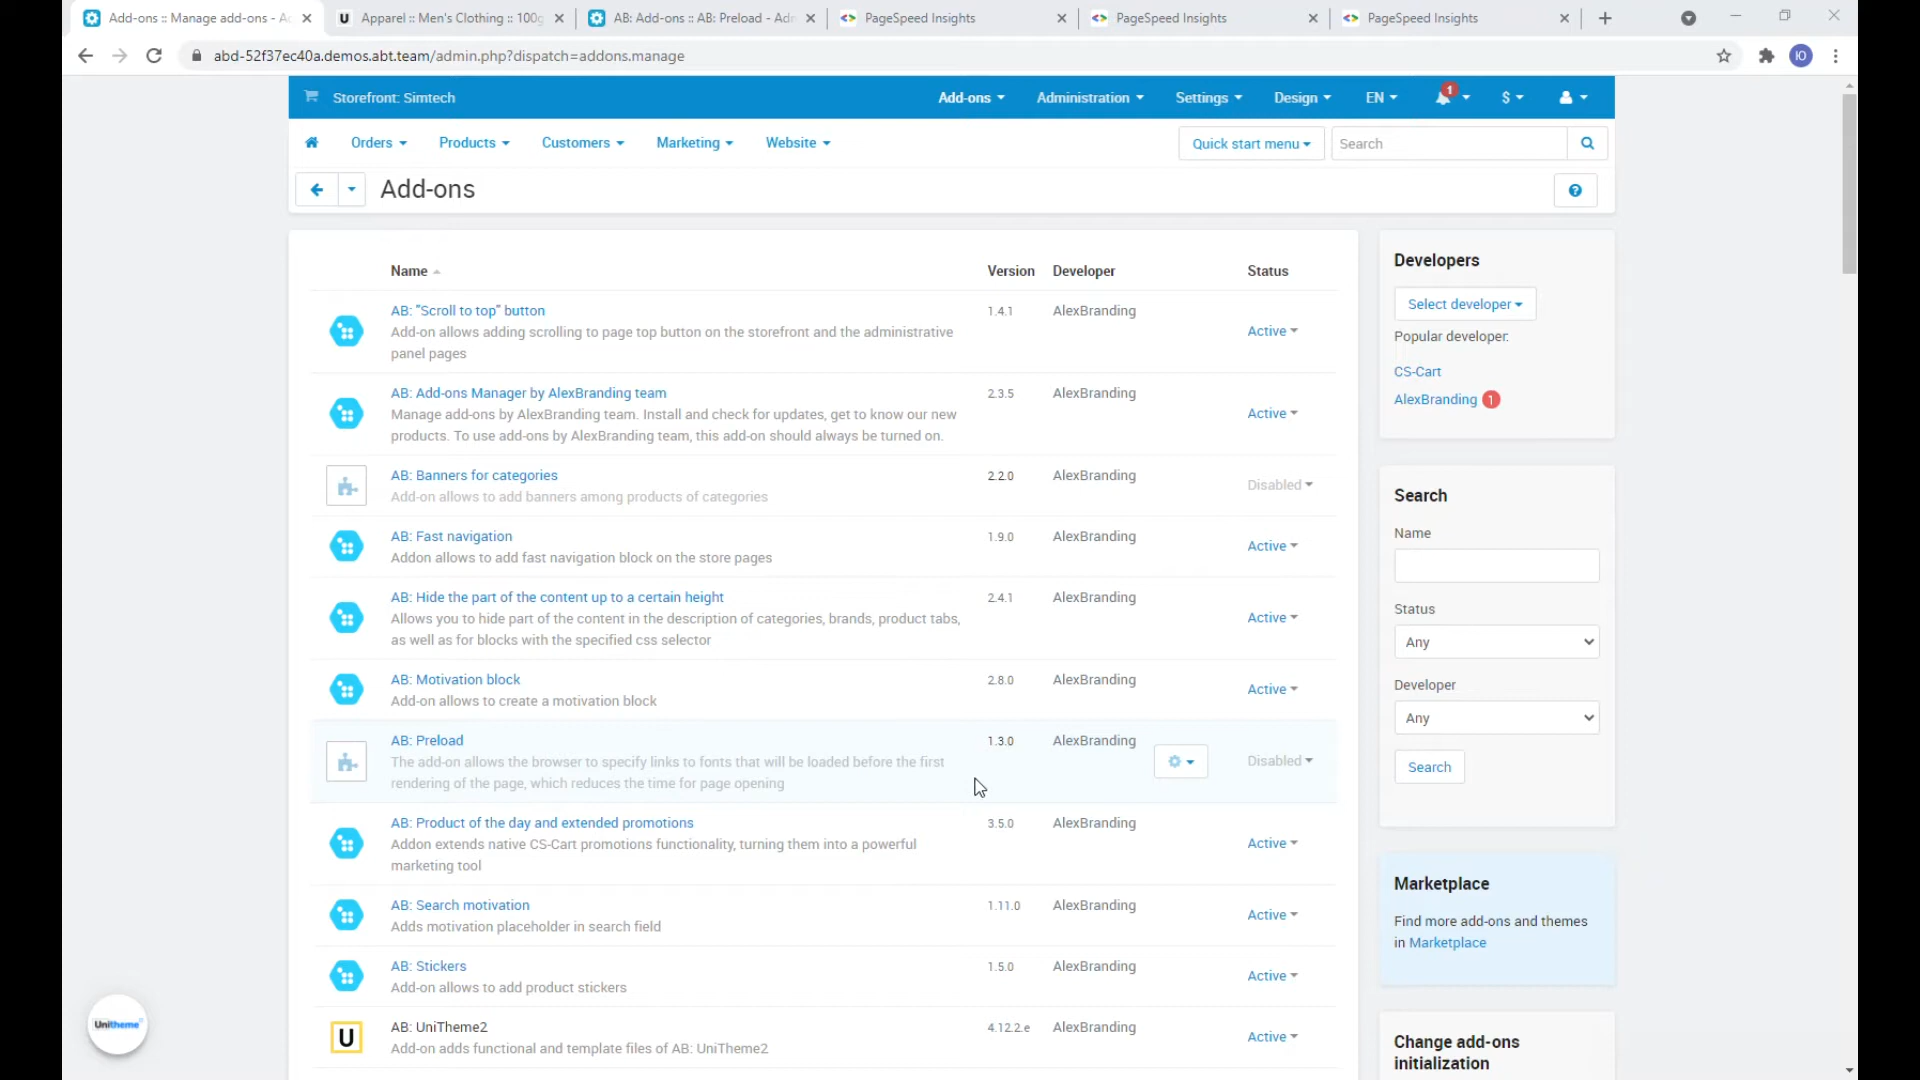 Add-ons :: Manage add-ons - A
Apparel :: Men's Clothing :: 100g
AB: Add-ons :: AB: Preload - Adm
PageSpeed Insights
PageSpeed Insights
PageSpeed Insights
abd-52f37ec40a.demos.abt.team/admin.php?dispatch=addons.manage
Ю
Storefront: Simtech
Add-ons
Administration
Settings
Design
EN
1
$
Orders
Products
Customers
Marketing
Website
Quick start menu
Search
Add-ons
Name
Version
Developer
Status
AB: "Scroll to top" button
1.4.1
AlexBranding
Add-on allows adding scrolling to page top button on the storefront and the administrative
panel pages
Active
AB: Add-ons Manager by AlexBranding team
2.3.5
AlexBranding
Manage add-ons by AlexBranding team. Install and check for updates, get to know our new
products. To use add-ons by AlexBranding team, this add-on should always be turned on.
Active
AB: Banners for categories
2.2.0
AlexBranding
Add-on allows to add banners among products of categories
Disabled
AB: Fast navigation
1.9.0
AlexBranding
Addon allows to add fast navigation block on the store pages
Active
AB: Hide the part of the content up to a certain height
2.4.1
AlexBranding
Allows you to hide part of the content in the description of categories, brands, product tabs,
as well as for blocks with the specified css selector
Active
AB: Motivation block
2.8.0
AlexBranding
Add-on allows to create a motivation block
Active
AB: Preload
1.3.0
AlexBranding
The add-on allows the browser to specify links to fonts that will be loaded before the first
rendering of the page, which reduces the time for page opening
Disabled
AB: Product of the day and extended promotions
3.5.0
AlexBranding
Addon extends native CS-Cart promotions functionality, turning them into a powerful
marketing tool
Active
AB: Search motivation
1.11.0
AlexBranding
Adds motivation placeholder in search field
Active
AB: Stickers
1.5.0
AlexBranding
Add-on allows to add product stickers
Active
U
AB: UniTheme2
4.12.2.e
AlexBranding
Add-on adds functional and template files of AB: UniTheme2
Active
Developers
Select developer
Popular developer:
CS-Cart
AlexBranding 1
Search
Name
Status
Any
Developer
Any
Search
Marketplace
Find more add-ons and themes
in Marketplace
Change add-ons
initialization
Unitheme